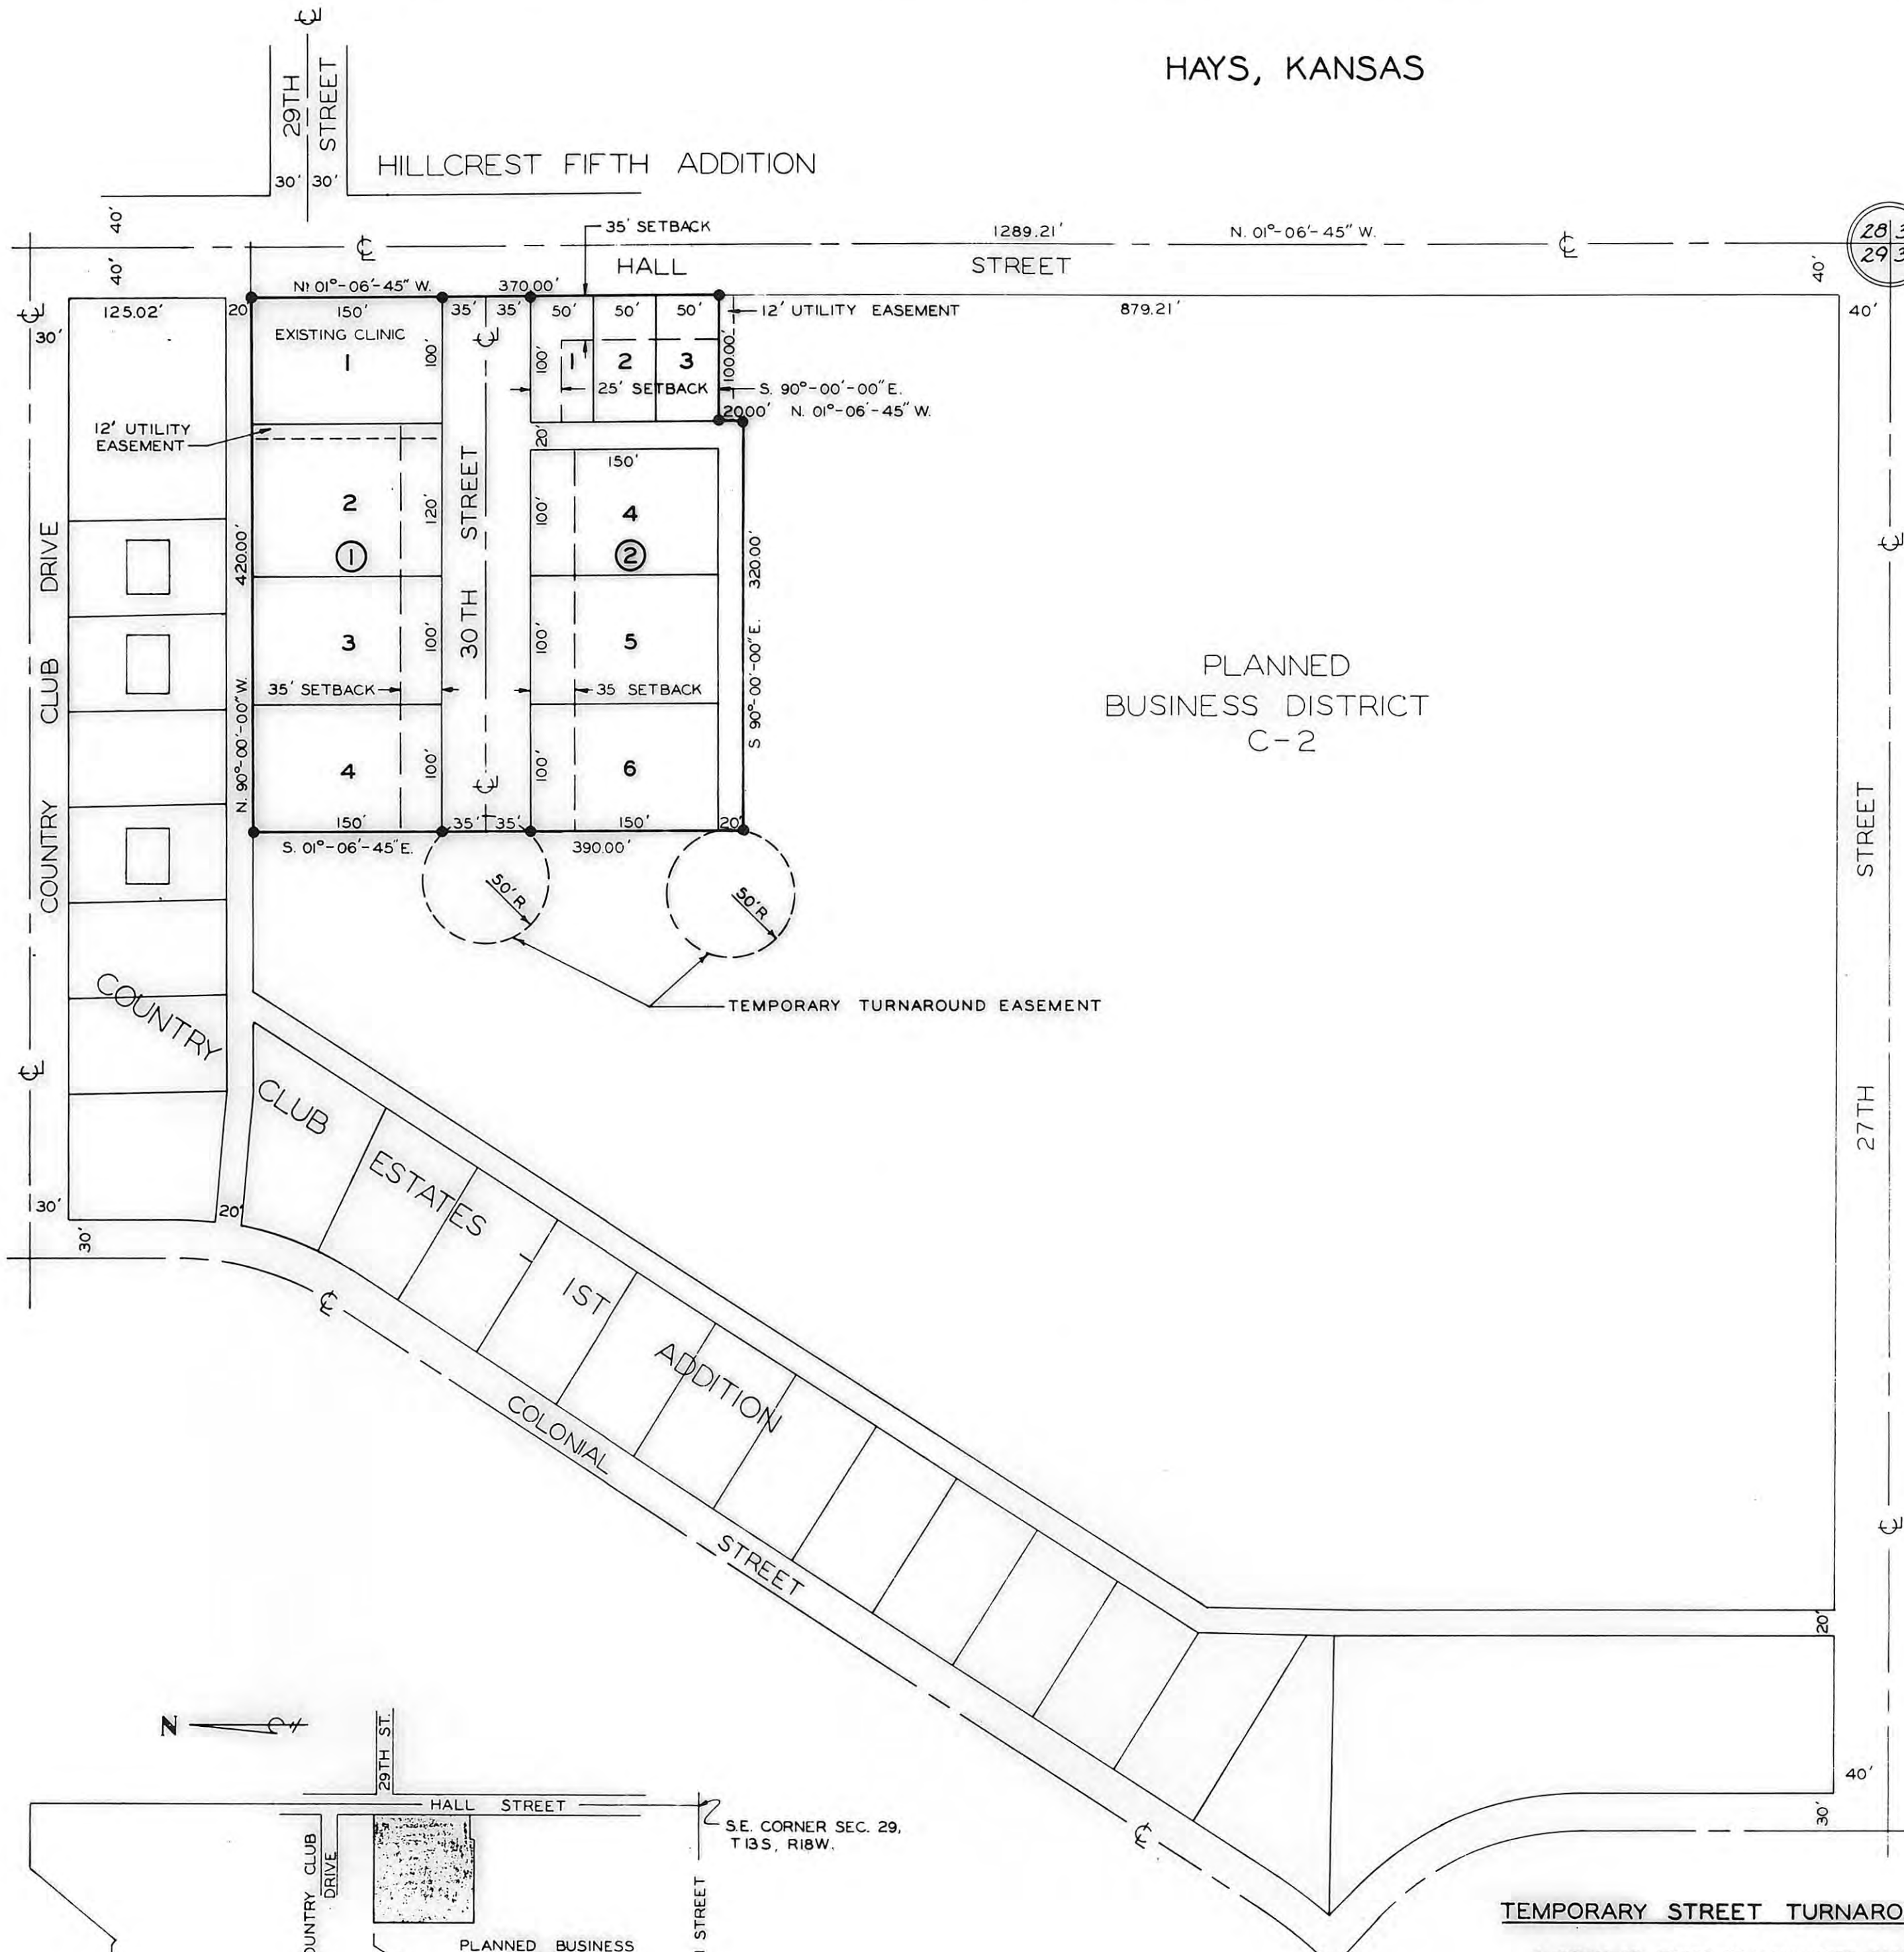 HAYS, KANSAS
29TH STREET
30' 30'
HILLCREST FIFTH ADDITION
40'
35' SETBACK
1289.21' N. 01°-06'-45" W.
28
29
40'
HALL STREET
40'
N. 01°-06'-45" W. 370.00'
30'
125.02'
20'
150'
35' 35'
50' 50' 50'
12' UTILITY EASEMENT
879.21'
40'
EXISTING CLINIC
1
100'
100'
1 2 3
100.00'
25' SETBACK
S. 90°-00'-00" E.
20.00' N. 01°-06'-45" W.
12' UTILITY
EASEMENT
20'
150'
2
120'
100'
4
1
2
420.00'
320.00'
30TH STREET
COUNTRY CLUB DRIVE
3
100'
100'
5
35' SETBACK
35 SETBACK
N. 90°-00'-00" W.
S 90°-00'-00" E.
PLANNED
BUSINESS DISTRICT
C-2
4
100'
100'
6
150'
35' 35'
150'
20'
S. 01°-06'-45" E.
390.00'
50' R
50' R
TEMPORARY TURNAROUND EASEMENT
27TH STREET
COUNTRY
CLUB
ESTATES - 1ST
ADDITION
30'
20'
30'
COLONIAL STREET
20'
40'
30'
N
29TH ST.
HALL STREET
S.E. CORNER SEC. 29,
T13S, R18W.
CLUB
DRIVE
STREET
PLANNED BUSINESS
TEMPORARY STREET